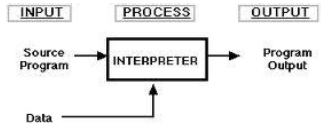 INPUT PROCESS OUTPUT
Source Program
INTERPRETER
Program Output
Data